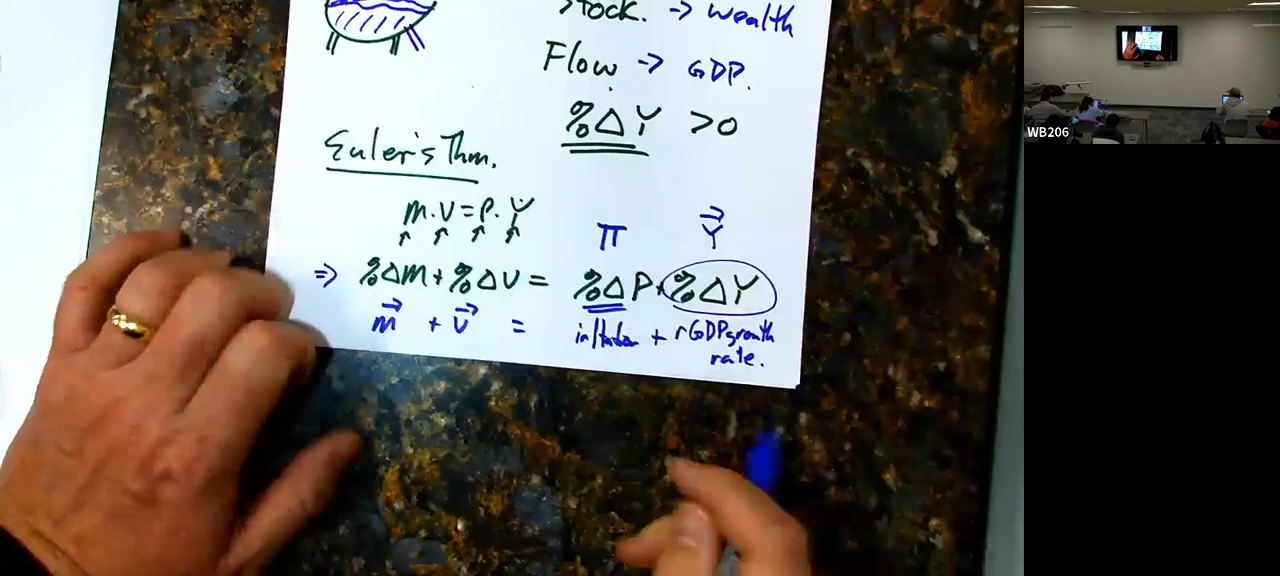 Stock. → wealth
Flow → GDP.
%ΔY >0
Euler's Thm.
m.v=P.Y
π Y
⇒ %Δm+%ΔV= %ΔP+%ΔY
m + v = inflation + rGDP growth
rate.
WB206